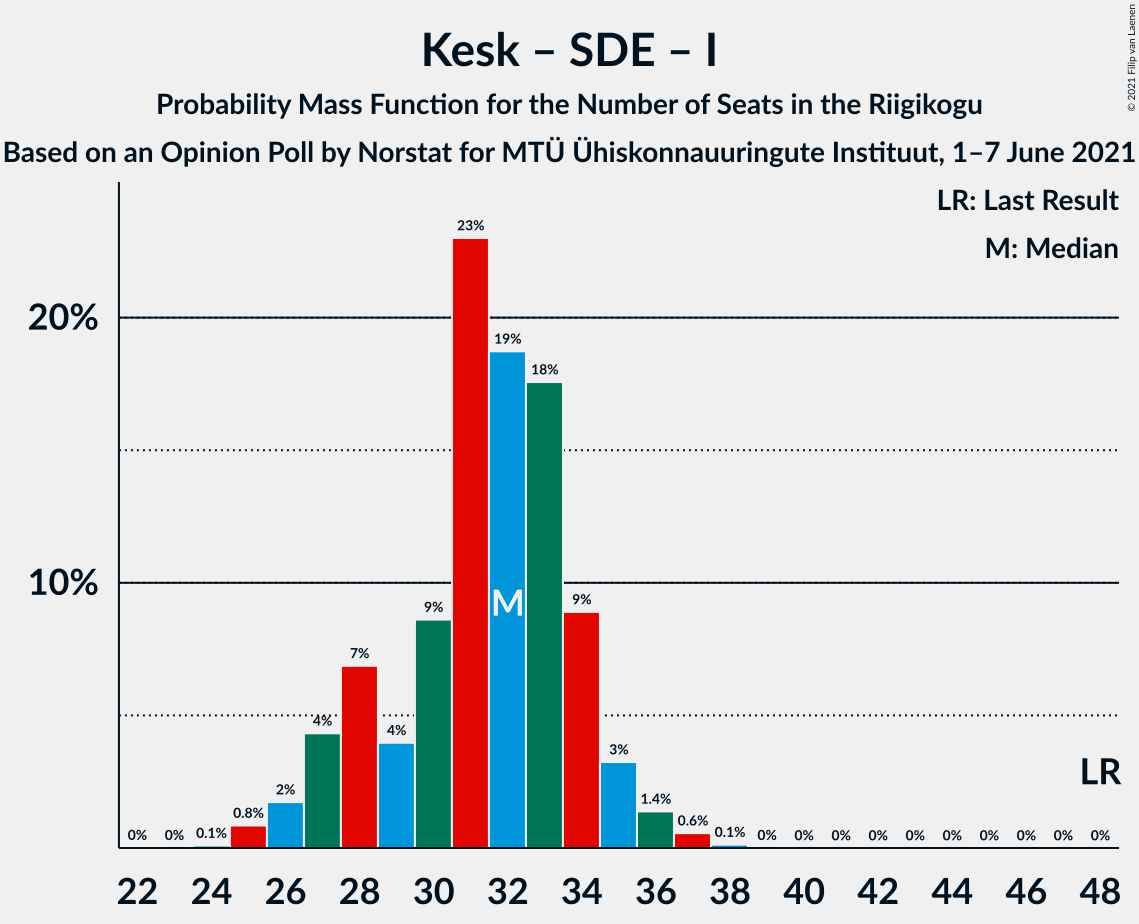 Kesk – SDE – I
Probability Mass Function for the Number of Seats in the Riigikogu
Based on an Opinion Poll by Norstat for MTÜ Ühiskonnauuringute Instituut, 1–7 June 2021
© 2021 Filip van Laenen
LR: Last Result
M: Median
20%
10%
0% 0% 0.1% 0.8% 2% 4% 7% 4% 9% 23% 19% 18% 9% 3% 1.4% 0.6% 0.1% 0% 0% 0% 0% 0% 0% 0% 0% 0% 0%
M
LR
22 24 26 28 30 32 34 36 38 40 42 44 46 48